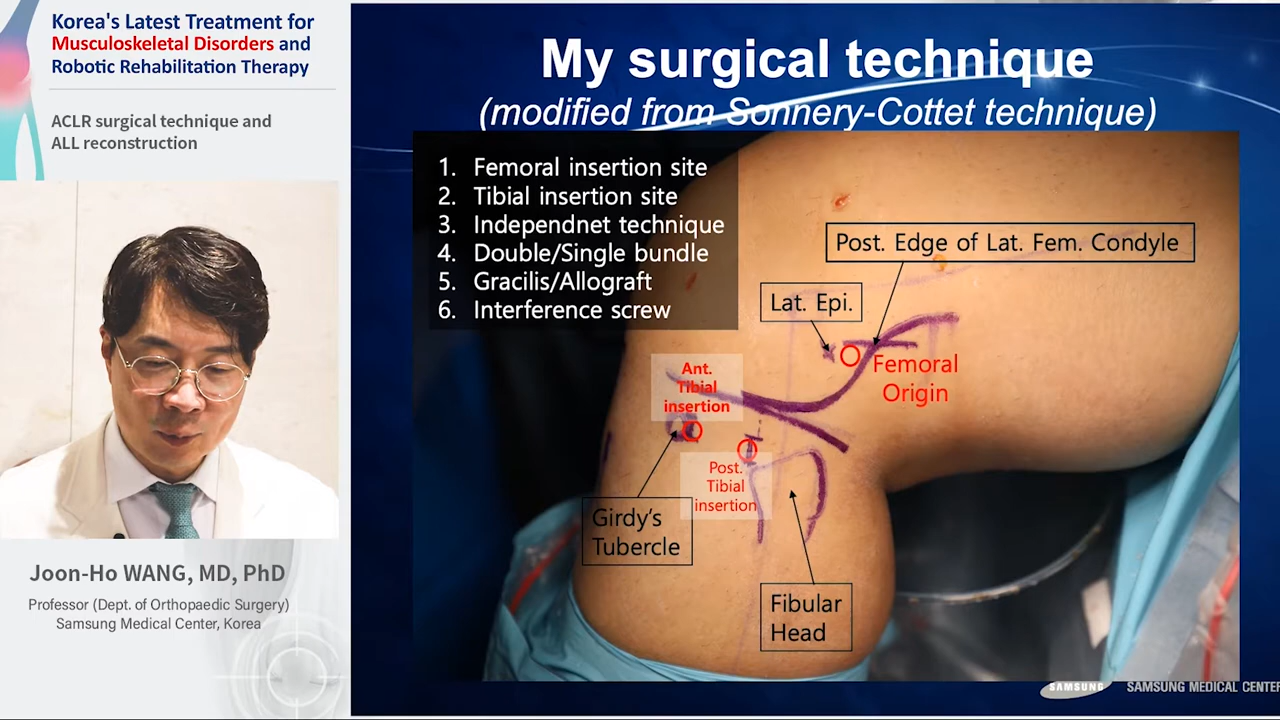 Korea's Latest Treatment for
Musculoskeletal Disorders and
Robotic Rehabilitation Therapy
ACLR surgical technique and
ALL reconstruction
Joon-Ho WANG, MD, PhD
Professor (Dept. of Orthopaedic Surgery)
Samsung Medical Center, Korea
My surgical technique
(modified from Sonnery-Cottet technique)
1. Femoral insertion site
2. Tibial insertion site
3. Independnet technique
4. Double/Single bundle
5. Gracilis/Allograft
6. Interference screw
Post. Edge of Lat. Fem. Condyle
Lat. Epi.
Femoral
Origin
Ant.
Tibial
insertion
Post.
Tibial
insertion
Girdy's
Tubercle
Fibular
Head
SAMSUNG SAMSUNG MEDICAL CENTER